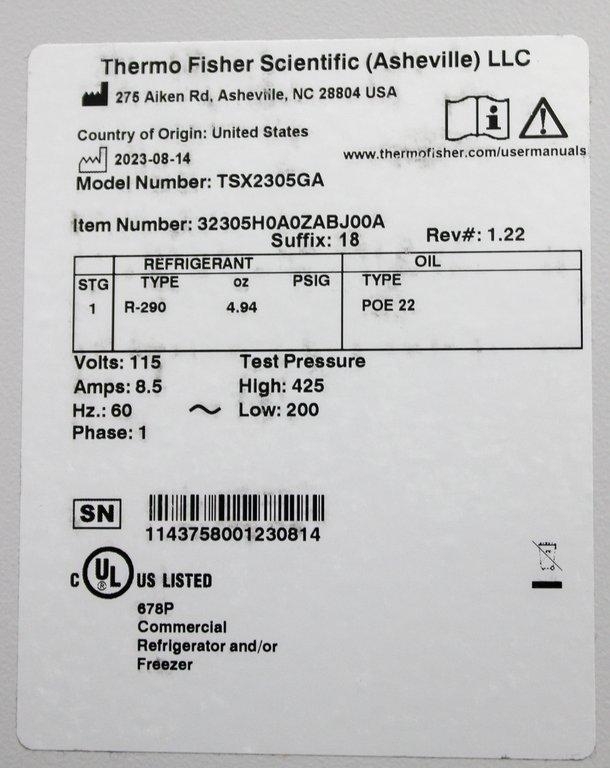 Thermo Fisher Scientific (Asheville) LLC
275 Aiken Rd, Asheville, NC 28804 USA
Country of Origin: United States
2023-08-14
www.thermofisher.com/usermanuals
Model Number: TSX2305GA
Item Number: 32305H0A0ZABJ00A
Suffix: 18 Rev#: 1.22
REFRIGERANT OIL
STG TYPE oz PSIG TYPE
1 R-290 4.94 POE 22
Volts: 115 Test Pressure
Amps: 8.5 High: 425
Hz.: 60 ~ Low: 200
Phase: 1
SN
1143758001230814
C UL ® US LISTED
678P
Commercial
Refrigerator and/or
Freezer